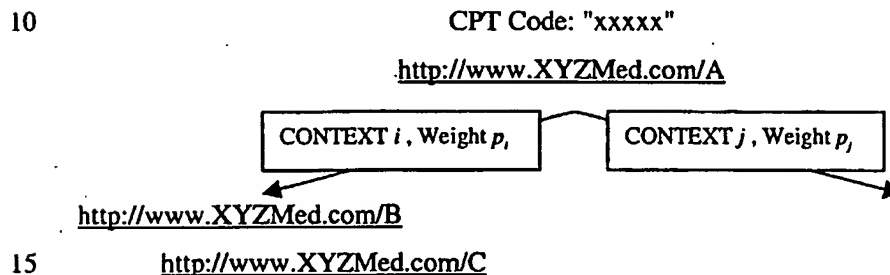 10 CPT Code: "xxxxx"
http://www.XYZMed.com/A
CONTEXT i , Weight pi CONTEXT j , Weight pj
http://www.XYZMed.com/B
15 http://www.XYZMed.com/C